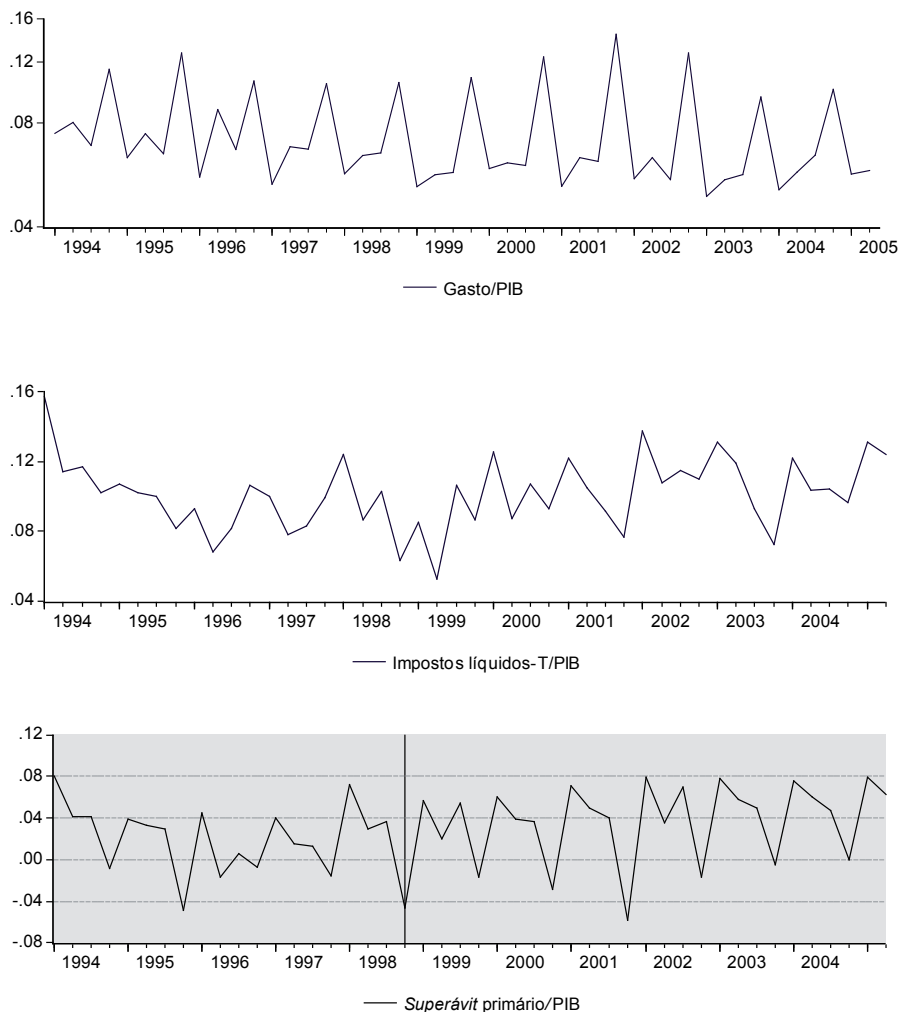 .16
.12
.08
.04
1994 1995 1996 1997 1998 1999 2000 2001 2002 2003 2004 2005
Gasto/PIB
.16
.12
.08
.04
1994 1995 1996 1997 1998 1999 2000 2001 2002 2003 2004
Impostos líquidos-T/PIB
.12
.08
.04
.00
-.04
-.08
1994 1995 1996 1997 1998 1999 2000 2001 2002 2003 2004
Superávit primário/PIB